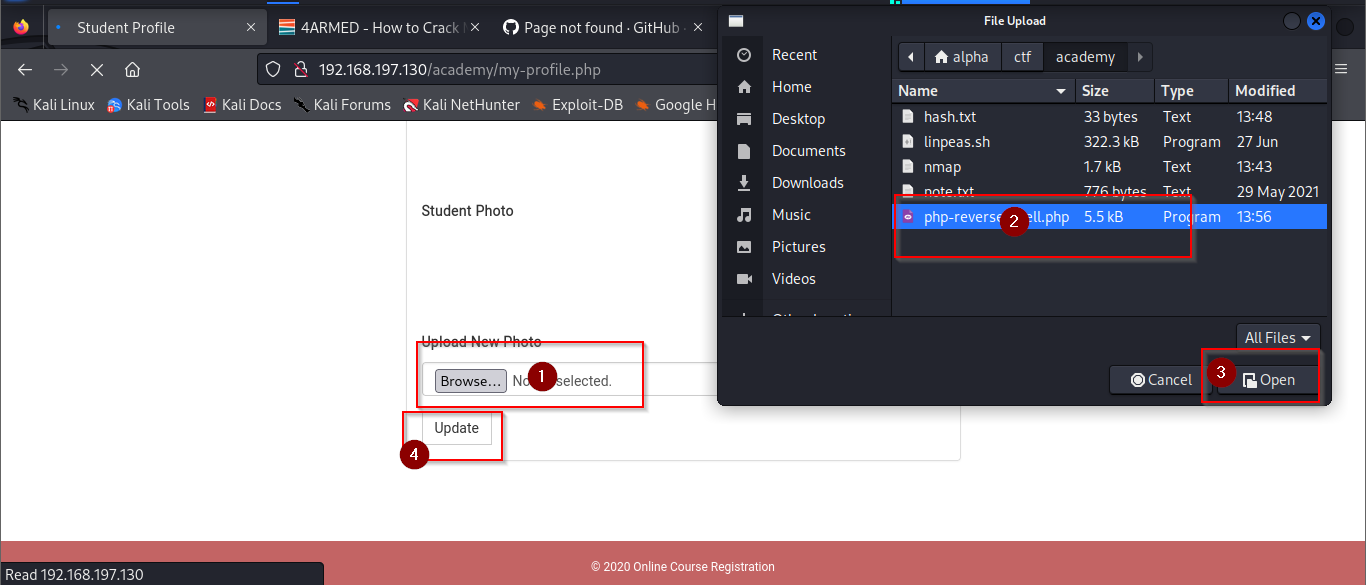 Student Profile
4ARMED - How to Crack
Page not found · GitHub ·
192.168.197.130/academy/my-profile.php
Kali Linux Kali Tools Kali Docs Kali Forums Kali NetHunter Exploit-DB Google H
Student Photo
Upload New Photo
Browse... selected.
1
Update
4
© 2020 Online Course Registration
Read 192.168.197.130
File Upload
Recent
Home
Desktop
Documents
Downloads
Music
Pictures
Videos
alpha ctf academy
Name Size Type Modified
hash.txt 33 bytes Text 13:48
linpeas.sh 322.3 kB Program 27 Jun
nmap 1.7 kB Text 13:43
note.txt 776 bytes Text 29 May 2021
php-reverse ell.php 5.5 kB Program 13:56
2
All Files
Cancel Open
3